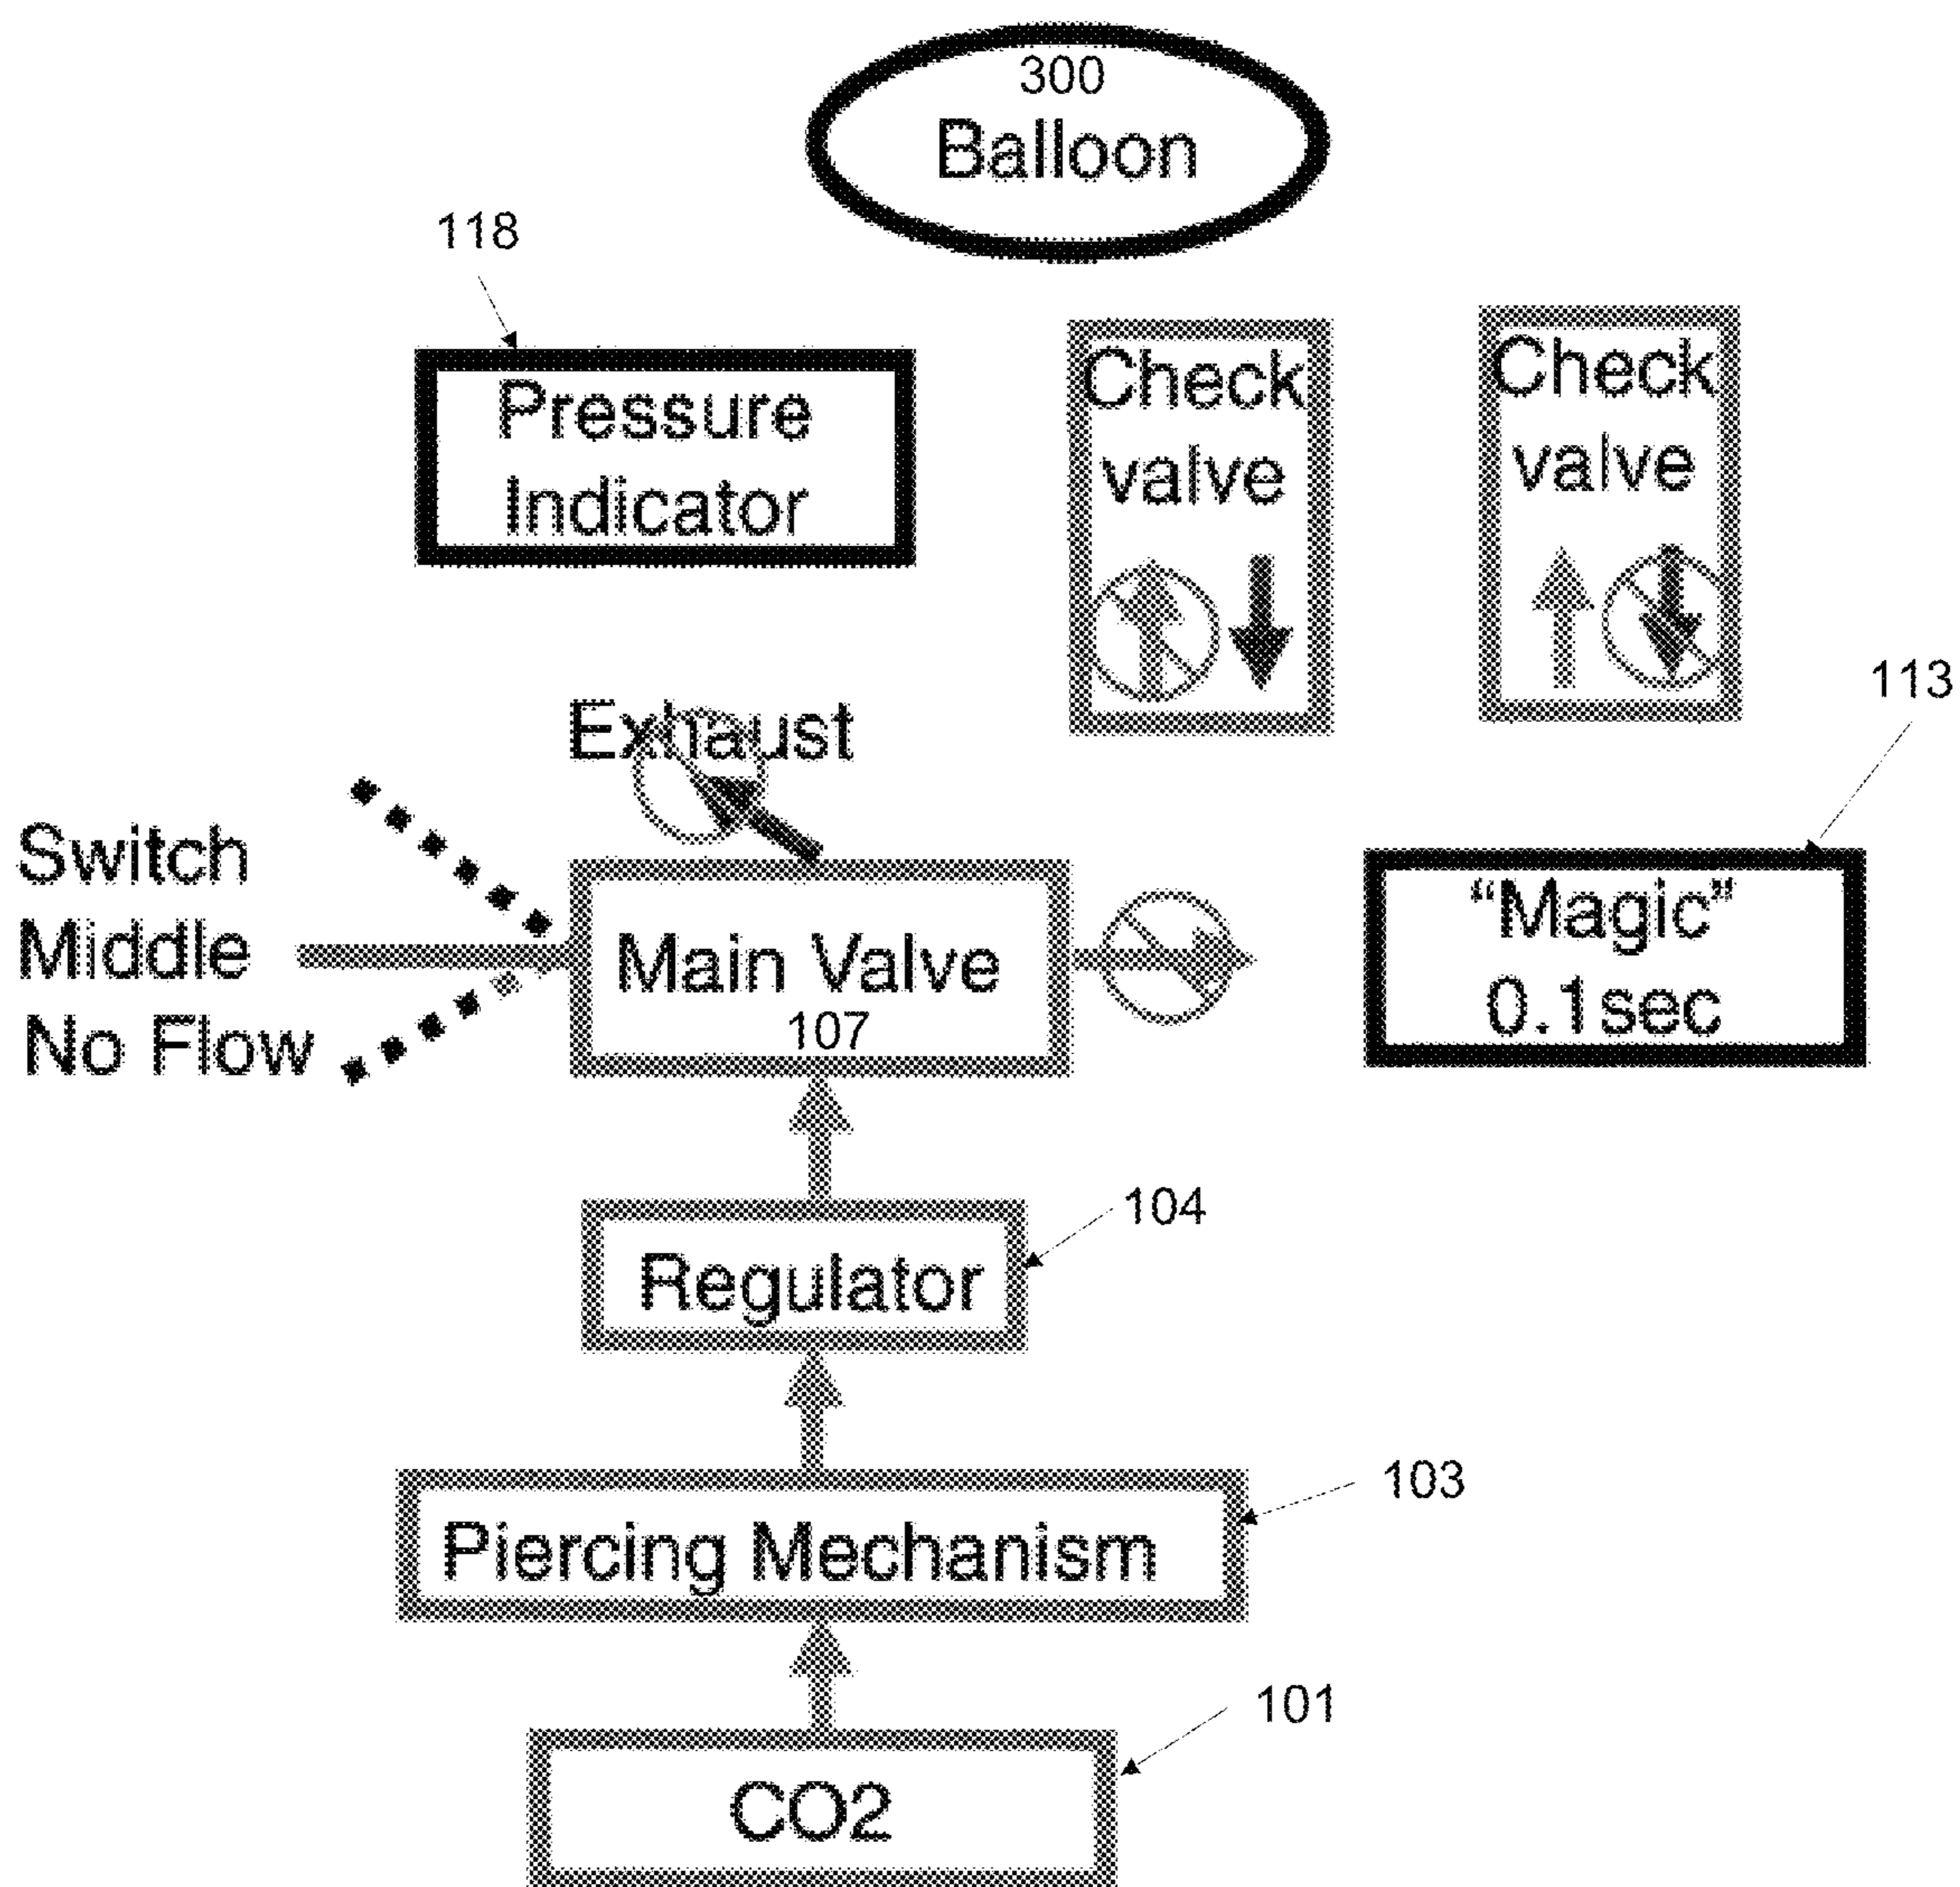 300
Balloon
118
Pressure
Indicator
Check
valve
Check
valve
113
Exhaust
Switch
Middle
No Flow
Main Valve
107
“Magic”
0.1sec
104
Regulator
103
Piercing Mechanism
101
CO2